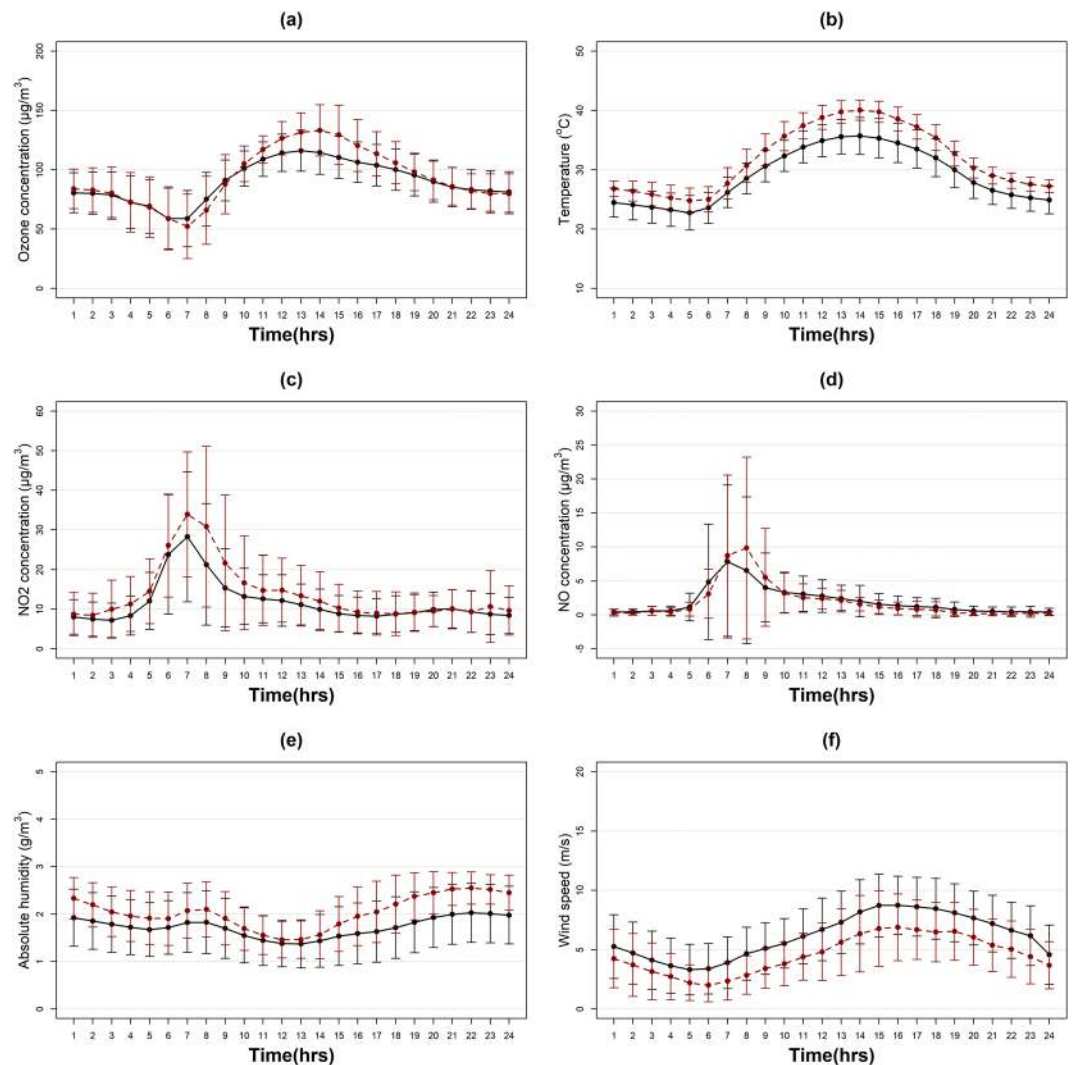 (a)
Ozone concentration (µg/m³)
200
150
100
50
0
1 2 3 4 5 6 7 8 9 10 11 12 13 14 15 16 17 18 19 20 21 22 23 24
Time(hrs)
(b)
Temperature (°C)
50
40
30
20
10
1 2 3 4 5 6 7 8 9 10 11 12 13 14 15 16 17 18 19 20 21 22 23 24
Time(hrs)
(c)
NO2 concentration (µg/m³)
60
50
40
30
20
10
0
1 2 3 4 5 6 7 8 9 10 11 12 13 14 15 16 17 18 19 20 21 22 23 24
Time(hrs)
(d)
NO concentration (µg/m³)
30
25
20
15
10
5
0
-5
1 2 3 4 5 6 7 8 9 10 11 12 13 14 15 16 17 18 19 20 21 22 23 24
Time(hrs)
(e)
Absolute humidity (g/m³)
5
4
3
2
1
0
1 2 3 4 5 6 7 8 9 10 11 12 13 14 15 16 17 18 19 20 21 22 23 24
Time(hrs)
(f)
Wind speed (m/s)
20
15
10
5
0
1 2 3 4 5 6 7 8 9 10 11 12 13 14 15 16 17 18 19 20 21 22 23 24
Time(hrs)